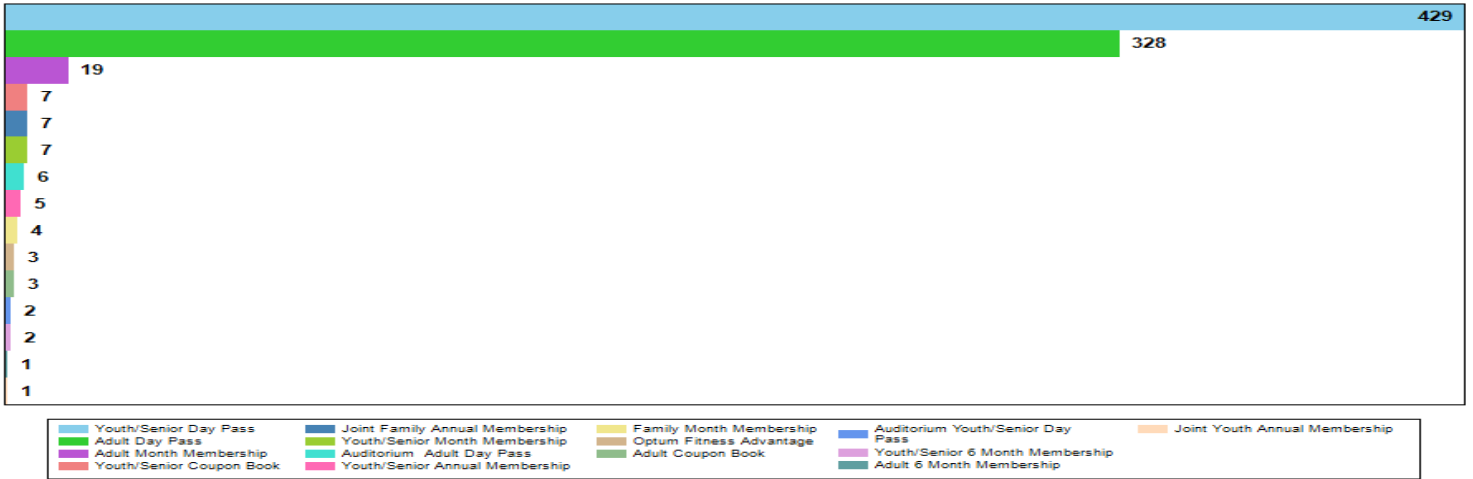 429
328
19
7
7
7
6
5
4
3
3
2
2
1
1
Youth/Senior Day Pass
Adult Day Pass
Adult Month Membership
Youth/Senior Coupon Book
Joint Family Annual Membership
Youth/Senior Month Membership
Auditorium  Adult Day Pass
Youth/Senior Annual Membership
Family Month Membership
Optum Fitness Advantage
Adult Coupon Book
Auditorium Youth/Senior Day
Pass
Youth/Senior 6 Month Membership
Adult 6 Month Membership
Joint Youth Annual Membership